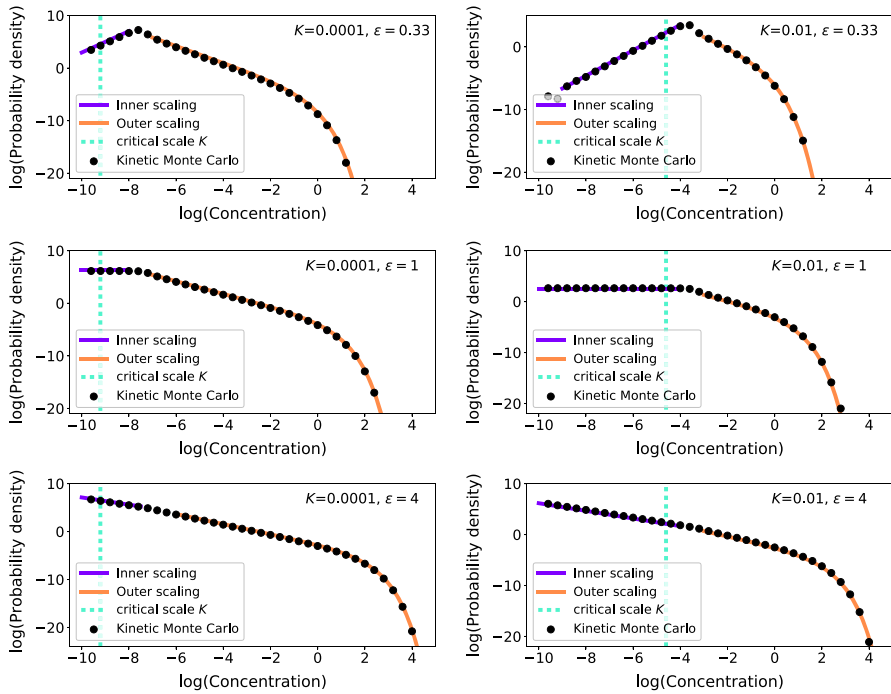 K=0.0001, ε = 0.33
log(Probability density)
10
0
−10
−20
Inner scaling
Outer scaling
critical scale K
Kinetic Monte Carlo
−10 −8 −6 −4 −2 0 2 4
log(Concentration)
K=0.01, ε = 0.33
log(Probability density)
0
−10
−20
Inner scaling
Outer scaling
critical scale K
Kinetic Monte Carlo
−10 −8 −6 −4 −2 0 2 4
log(Concentration)
K=0.0001, ε = 1
log(Probability density)
10
0
−10
−20
Inner scaling
Outer scaling
critical scale K
Kinetic Monte Carlo
−10 −8 −6 −4 −2 0 2 4
log(Concentration)
K=0.01, ε = 1
log(Probability density)
10
0
−10
−20
Inner scaling
Outer scaling
critical scale K
Kinetic Monte Carlo
−10 −8 −6 −4 −2 0 2 4
log(Concentration)
K=0.0001, ε = 4
log(Probability density)
10
0
−10
−20
Inner scaling
Outer scaling
critical scale K
Kinetic Monte Carlo
−10 −8 −6 −4 −2 0 2 4
log(Concentration)
K=0.01, ε = 4
log(Probability density)
10
0
−10
−20
Inner scaling
Outer scaling
critical scale K
Kinetic Monte Carlo
−10 −8 −6 −4 −2 0 2 4
log(Concentration)